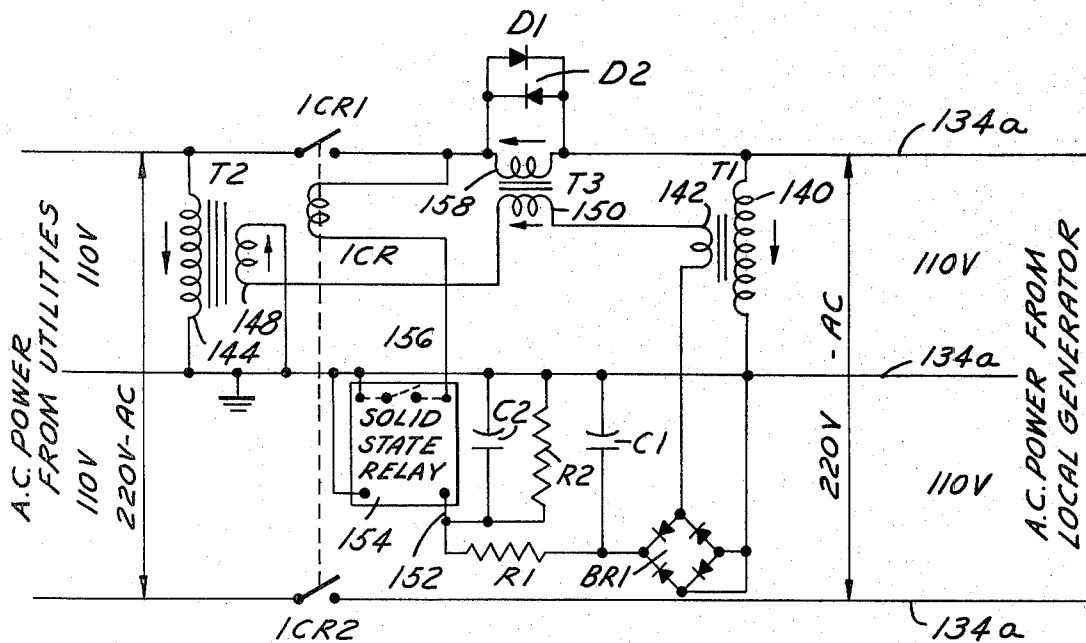 D1
D2
1CR1
134a
T2
T3
T1
158
150
142
140
1CR
A.C. POWER
FROM UTILITIES
110V
110V
220V-AC
148
144
156
134a
SOLID
STATE
RELAY
C2
R2
C1
154
152
R1
BR1
220V - AC
110V
110V
A.C. POWER FROM
LOCAL GENERATOR
1CR2
134a